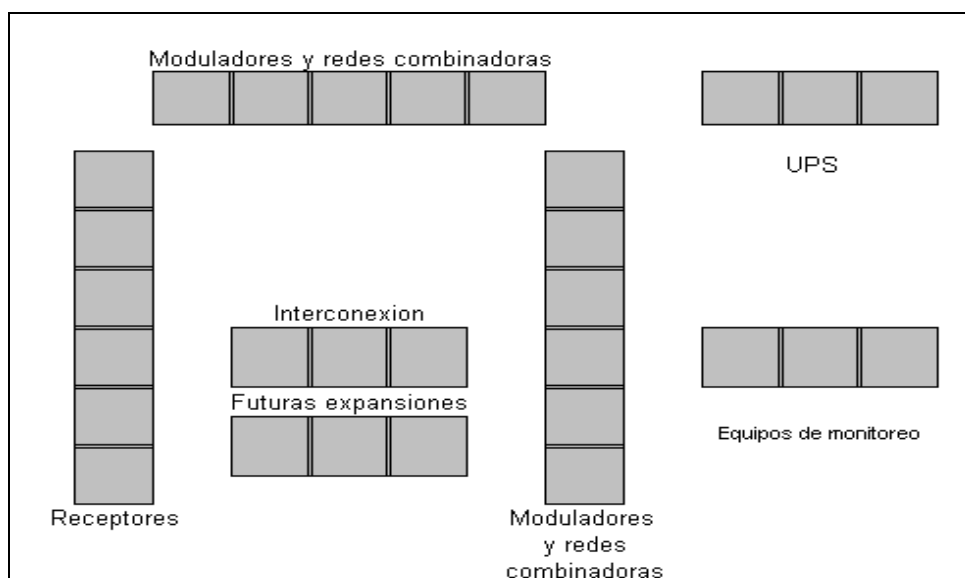 Moduladores y redes combinadoras
UPS
Interconexion
Futuras expansiones
Equipos de monitoreo
Receptores
Moduladores
y redes
combinadoras